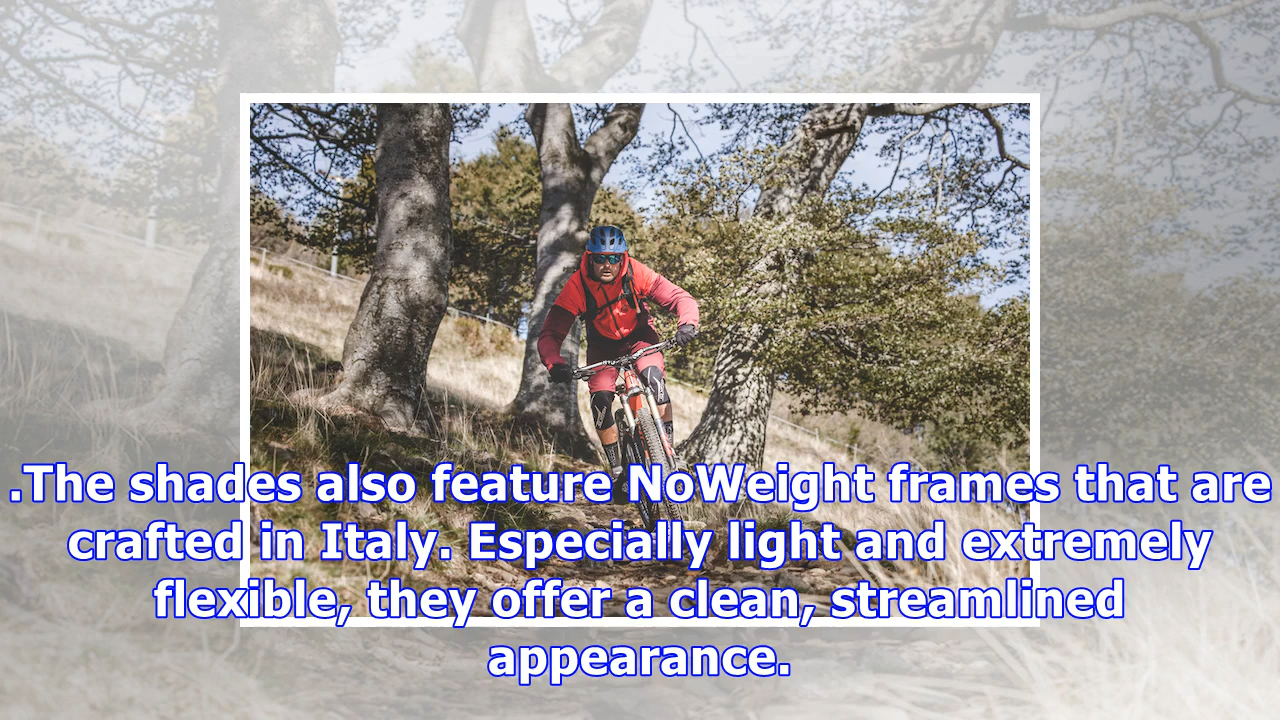 .The shades also feature NoWeight frames that are
crafted in Italy. Especially light and extremely
flexible, they offer a clean, streamlined
appearance.